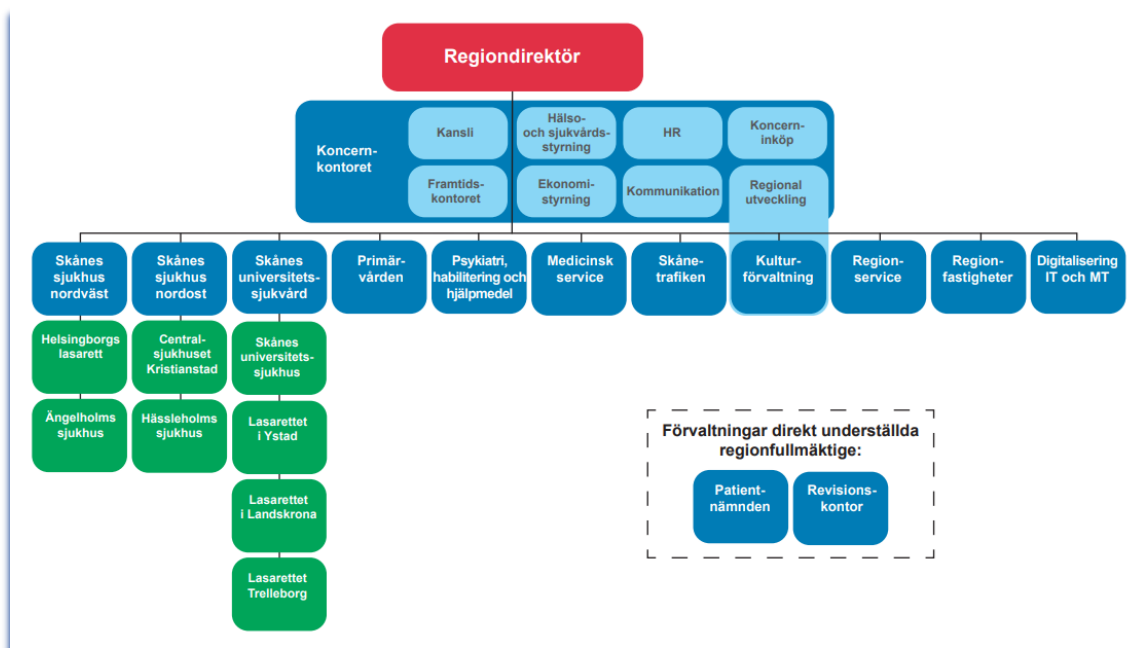 Regiondirektör
Koncern-
kontoret
Kansli
Hälso-
och sjukvårds-
styrning
HR
Koncern-
inköp
Framtids-
kontoret
Ekonomi-
styrning
Kommunikation
Regional
utveckling
Skånes
sjukhus
nordväst
Skånes
sjukhus
nordost
Skånes
universitets-
sjukvård
Primär-
vården
Psykiatri,
habilitering och
hjälpmedel
Medicinsk
service
Skåne-
trafiken
Kultur-
förvaltning
Region-
service
Region-
fastigheter
Digitalisering
IT och MT
Helsingborgs
lasarett
Central-
sjukhuset
Kristianstad
Skånes
universitets-
sjukhus
Ängelholms
sjukhus
Hässleholms
sjukhus
Lasarettet
i Ystad
Lasarettet
i Landskrona
Lasarettet
Trelleborg
Förvaltningar direkt underställda
regionfullmäktige:
Patient-
nämnden
Revisions-
kontor